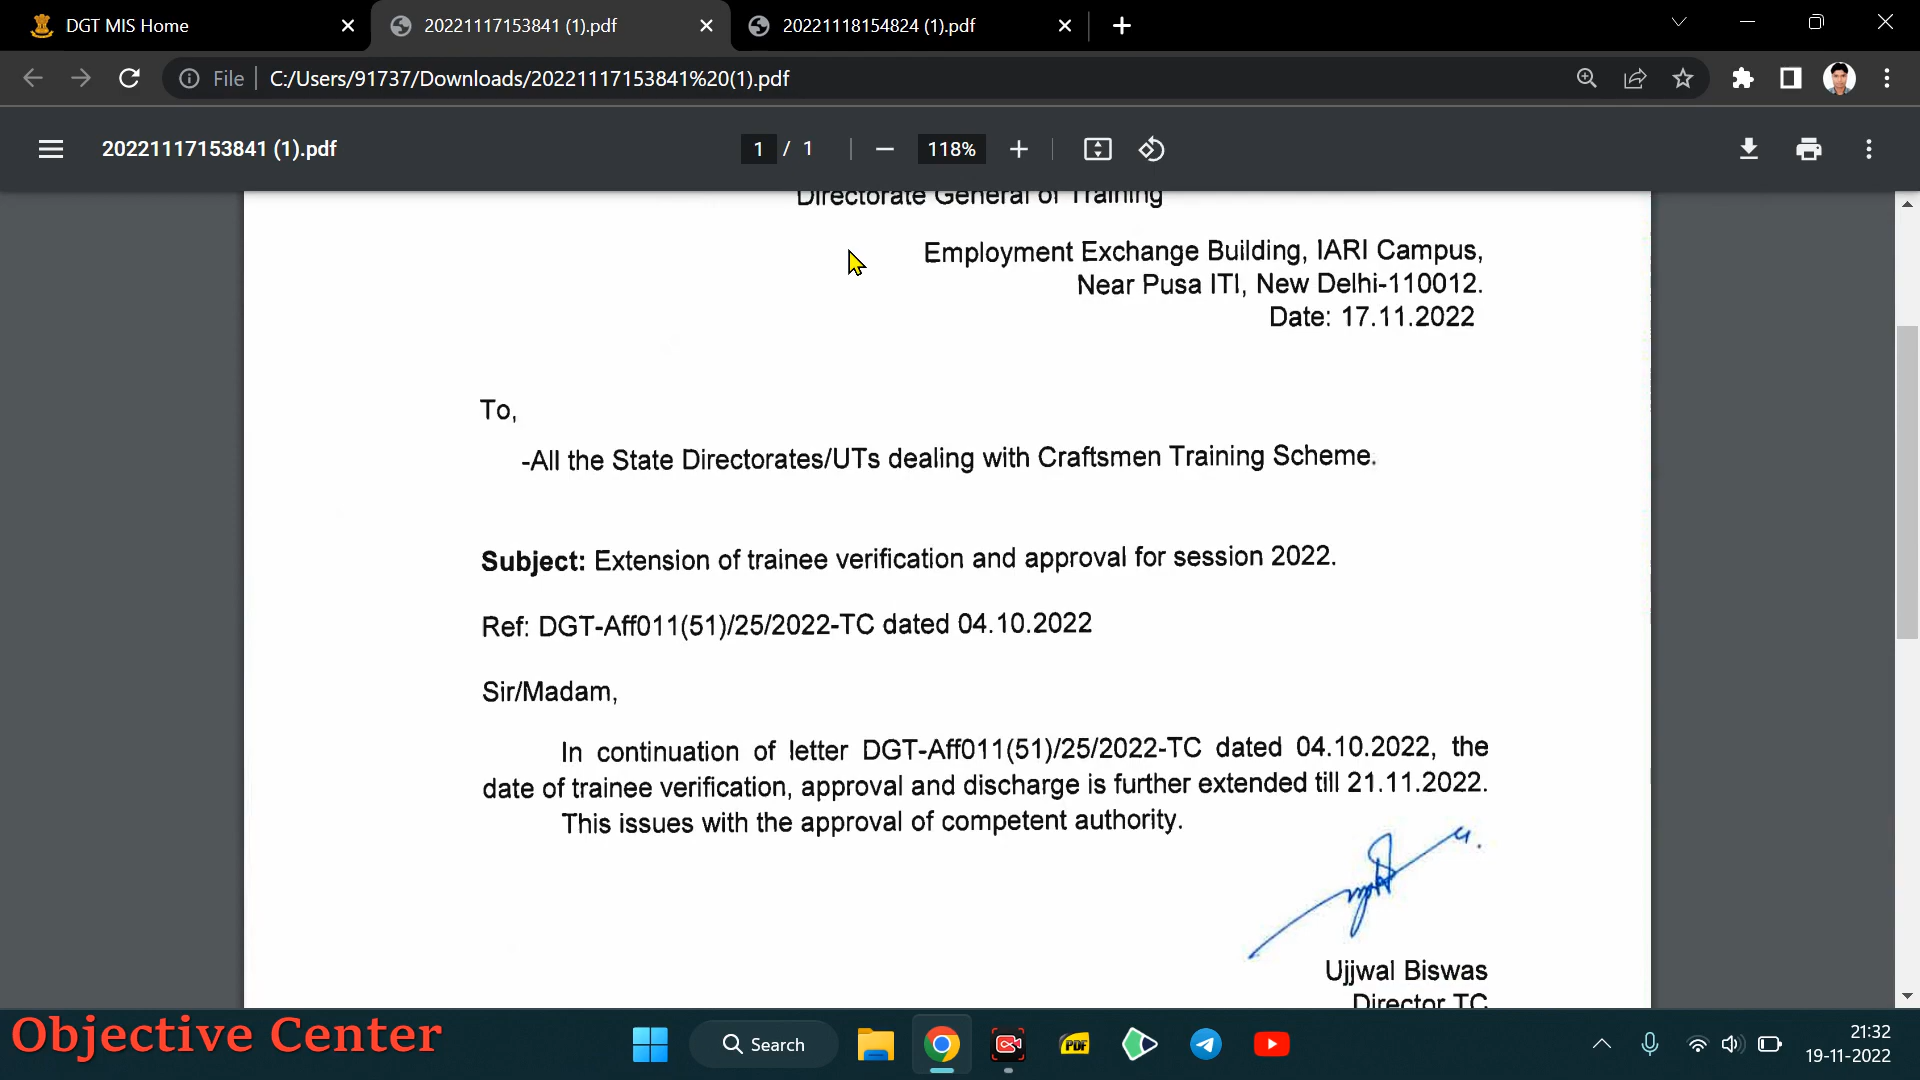 DGT MIS Home
20221117153841 (1).pdf
20221118154824 (1).pdf
File
C:/Users/91737/Downloads/20221117153841%20(1).pdf
20221117153841 (1).pdf
1 / 1
118%
Directorate General of Training
Employment Exchange Building, IARI Campus,
Near Pusa ITI, New Delhi-110012.
Date: 17.11.2022
To,
-All the State Directorates/UTs dealing with Craftsmen Training Scheme.
Subject: Extension of trainee verification and approval for session 2022.
Ref: DGT-Aff011(51)/25/2022-TC dated 04.10.2022
Sir/Madam,
In continuation of letter DGT-Aff011(51)/25/2022-TC dated 04.10.2022, the
date of trainee verification, approval and discharge is further extended till 21.11.2022.
This issues with the approval of competent authority.
Ujjwal Biswas
Director TC
Objective Center
Search
PDF
21:32
19-11-2022